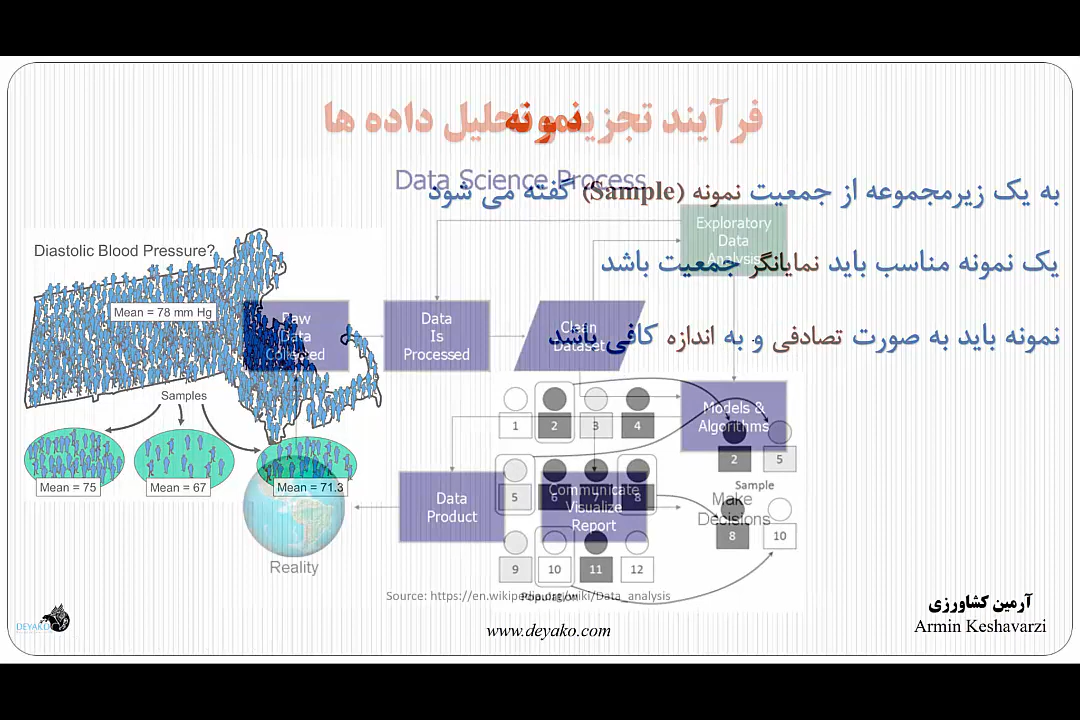 فرآیند تجزیه و تحلیل داده ها
نمونه
Data Science Process
به یک زیرمجموعه از جمعیت نمونه (Sample) گفته می شود
یک نمونه مناسب باید نمایانگر جمعیت باشد
نمونه باید به صورت تصادفی و به اندازه کافی باشد
Diastolic Blood Pressure?
Mean = 78 mm Hg
Samples
Mean = 75
Mean = 67
Mean = 71.3
Raw
Data
Collected
Data
Is
Processed
Clean
Dataset
Exploratory
Data
Analysis
Models &
Algorithms
Communicate
Visualize
Report
Data
Product
Make
Decisions
Reality
1 2 3 4
5 6 7 8
9 10 11 12
Population
2 5
Sample
8 10
Source: https://en.wikipedia.org/wiki/Data_analysis
DEYAKO
www.deyako.com
آرمین کشاورزی
Armin Keshavarzi